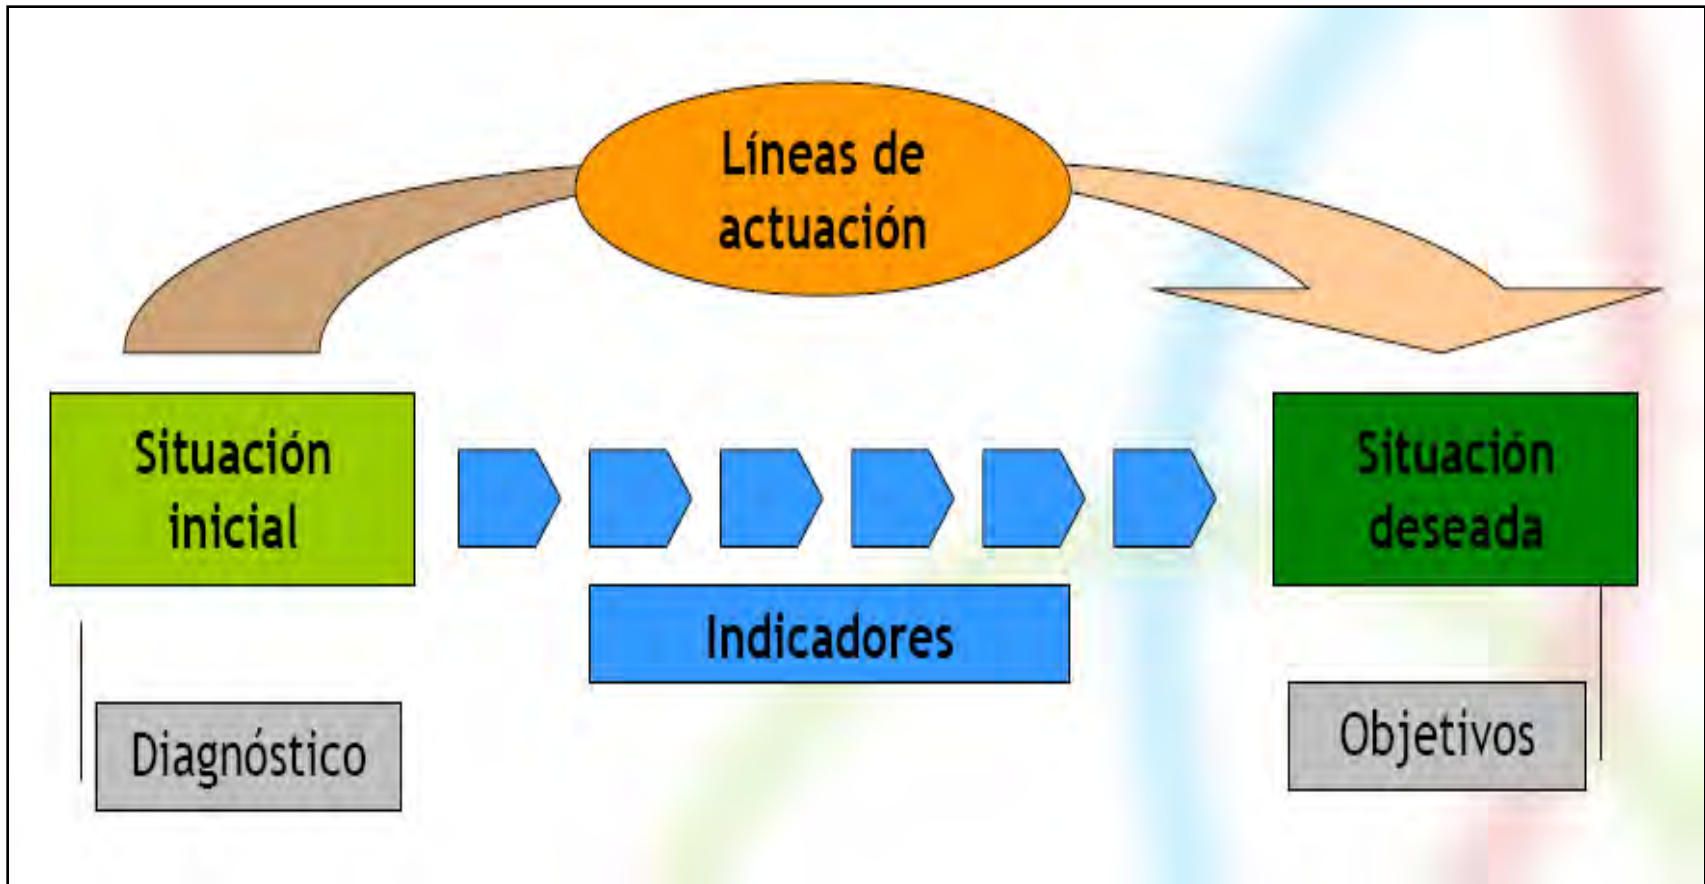 Líneas de
actuación
Situación
inicial
Situación
deseada
Indicadores
Diagnóstico
Objetivos